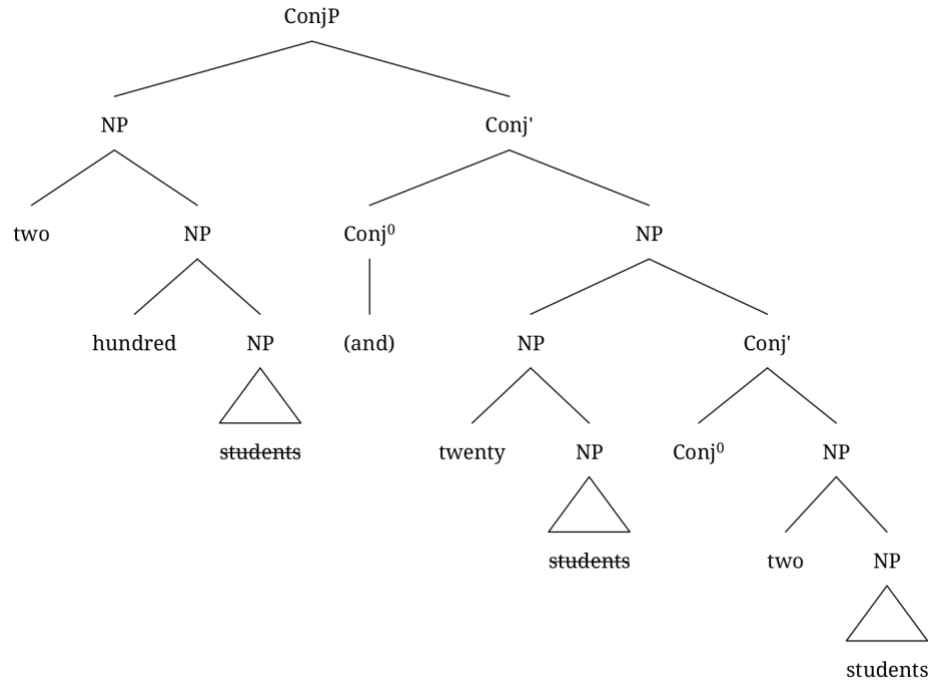 ConjP
NP Conj'
two NP Conj⁰ NP
hundred NP (and) NP Conj'
students twenty NP Conj⁰ NP
students two NP
students